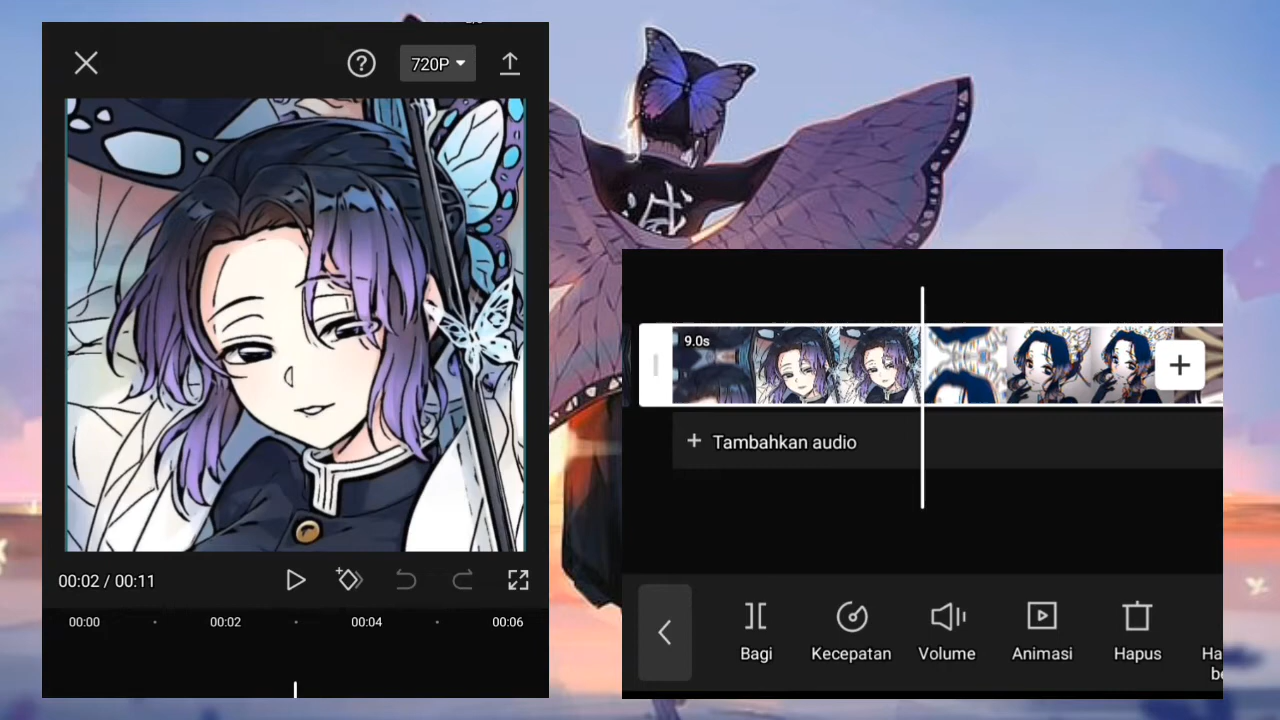 720P
00:02 / 00:11
00:00
00:02
00:04
00:06
9.0s
+ Tambahkan audio
Bagi
Kecepatan
Volume
Animasi
Hapus